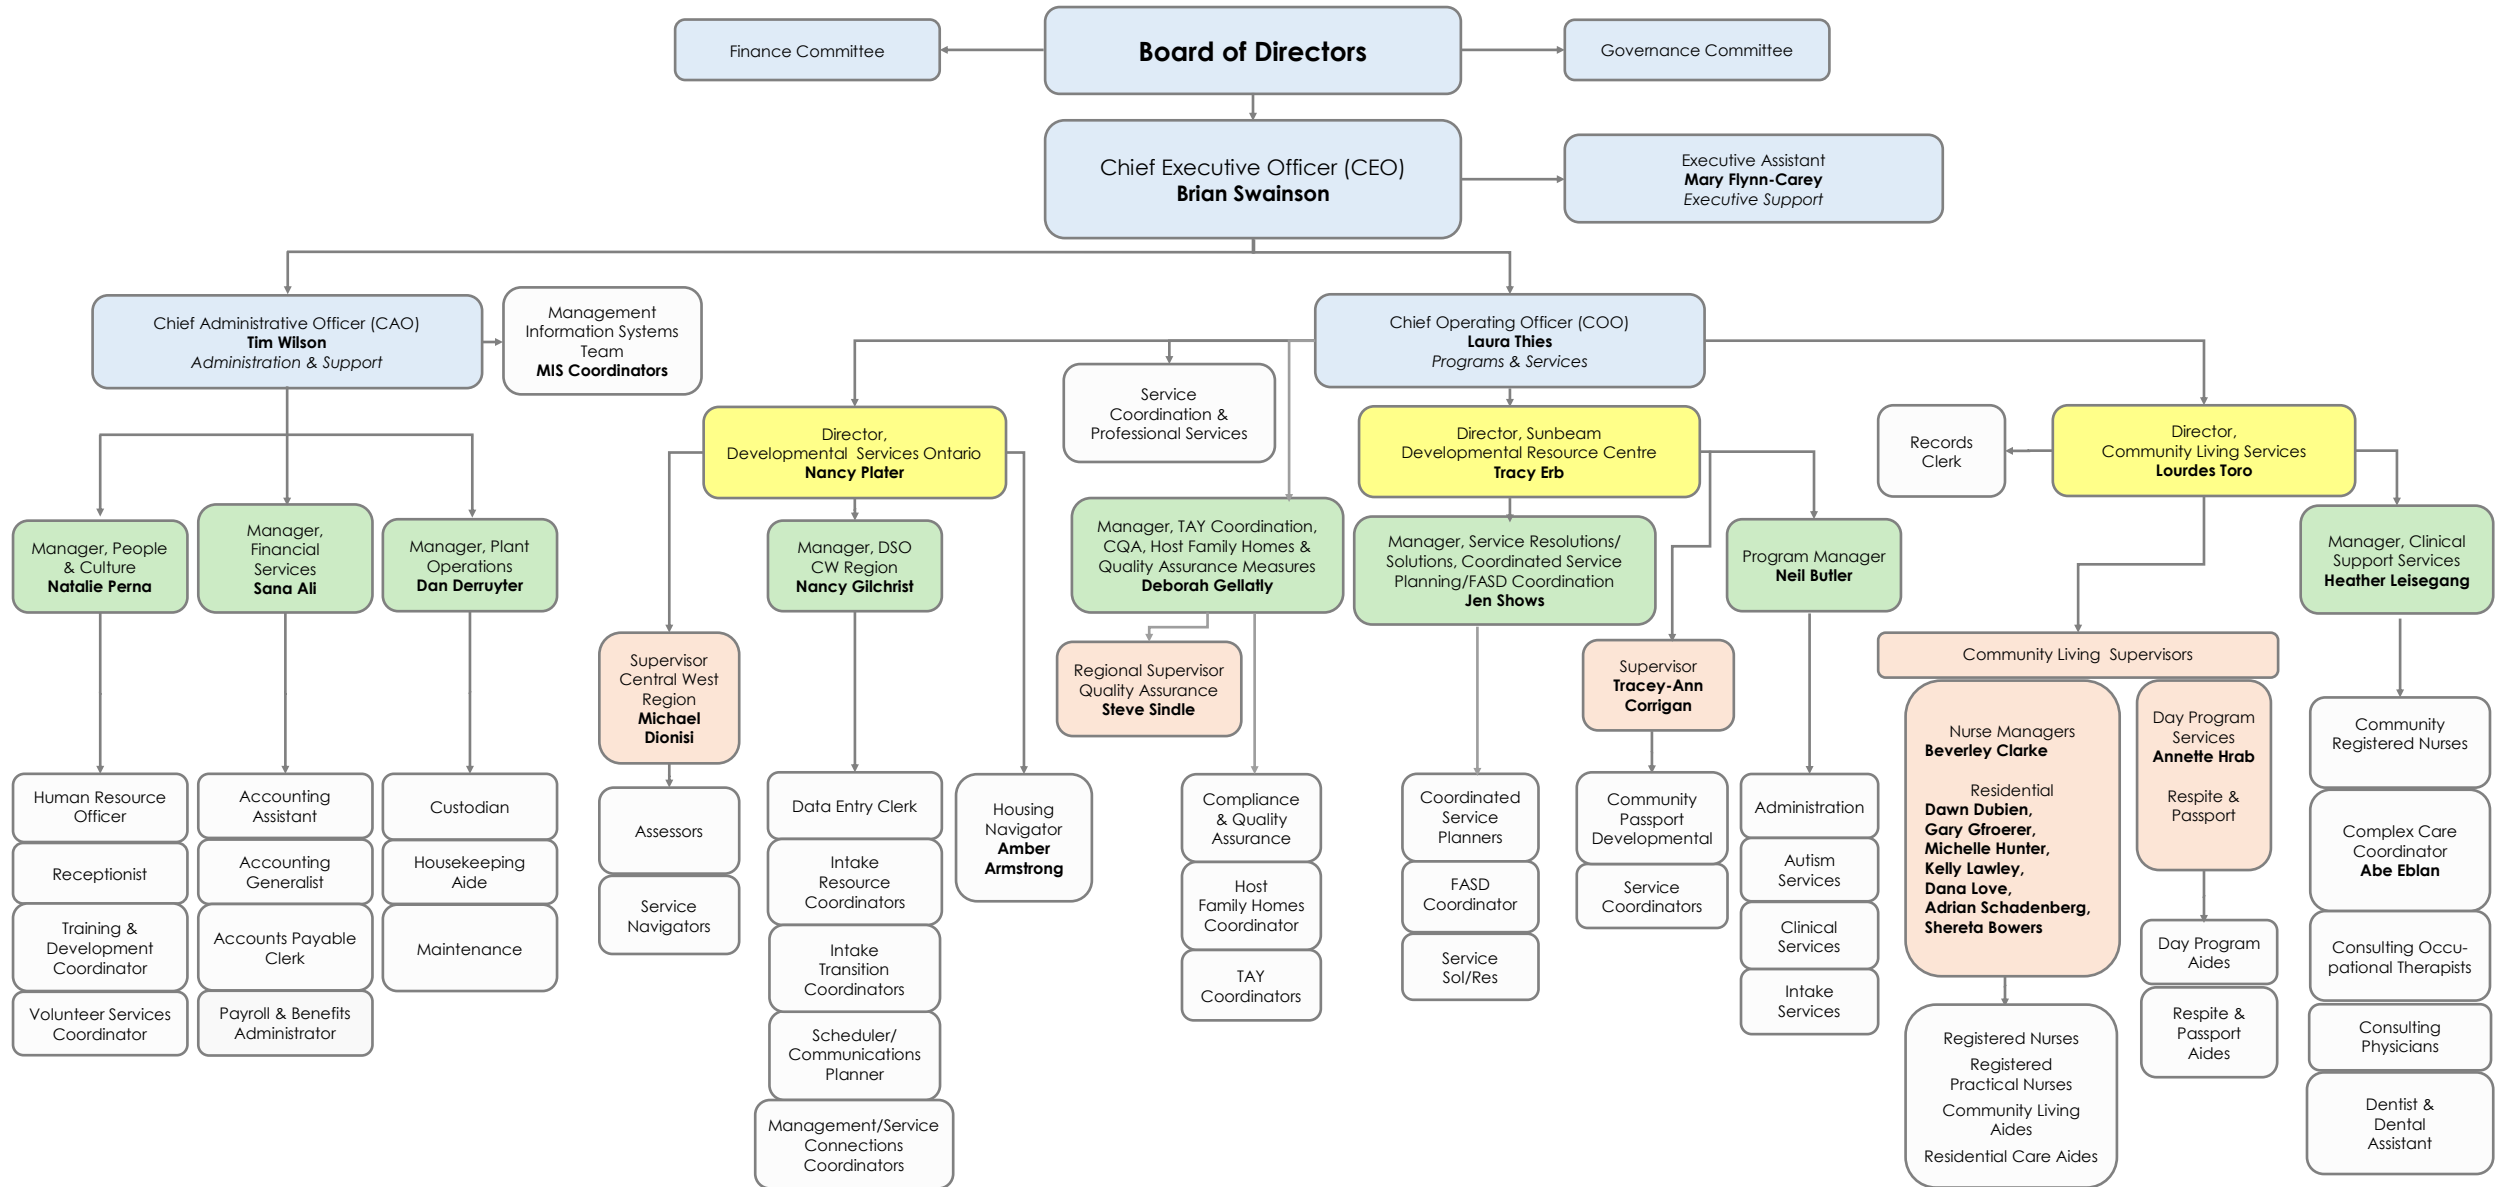 Finance Committee
Board of Directors
Governance Committee
Chief Executive Officer (CEO)
Brian Swainson
Executive Assistant
Mary Flynn-Carey
Executive Support
Chief Administrative Officer (CAO)
Tim Wilson
Administration & Support
Management
Information Systems
Team
MIS Coordinators
Chief Operating Officer (COO)
Laura Thies
Programs & Services
Director,
Developmental  Services Ontario
Nancy Plater
Service
Coordination &
Professional Services
Director, Sunbeam
Developmental Resource Centre
Tracy Erb
Records
Clerk
Director,
Community Living Services
Lourdes Toro
Manager, People
& Culture
Natalie Perna
Manager,
Financial
Services
Sana Ali
Manager, Plant
Operations
Dan Derruyter
Manager, DSO
CW Region
Nancy Gilchrist
Manager, TAY Coordination,
CQA, Host Family Homes &
Quality Assurance Measures
Deborah Gellatly
Manager, Service Resolutions/
Solutions, Coordinated Service
Planning/FASD Coordination
Jen Shows
Program Manager
Neil Butler
Manager, Clinical
Support Services
Heather Leisegang
Supervisor
Central West
Region
Michael
Dionisi
Regional Supervisor
Quality Assurance
Steve Sindle
Supervisor
Tracey-Ann
Corrigan
Community Living  Supervisors
Nurse Managers
Beverley Clarke
Residential
Dawn Dubien,
Gary Gfroerer,
Michelle Hunter,
Kelly Lawley,
Dana Love,
Adrian Schadenberg,
Shereta Bowers
Day Program
Services
Annette Hrab
Respite &
Passport
Human Resource
Officer
Receptionist
Training &
Development
Coordinator
Volunteer Services
Coordinator
Accounting
Assistant
Accounting
Generalist
Accounts Payable
Clerk
Payroll & Benefits
Administrator
Custodian
Housekeeping
Aide
Maintenance
Assessors
Service
Navigators
Data Entry Clerk
Intake
Resource
Coordinators
Intake
Transition
Coordinators
Scheduler/
Communications
Planner
Management/Service
Connections
Coordinators
Housing
Navigator
Amber
Armstrong
Compliance
& Quality
Assurance
Host
Family Homes
Coordinator
TAY
Coordinators
Coordinated
Service
Planners
FASD
Coordinator
Service
Sol/Res
Community
Passport
Developmental
Service
Coordinators
Administration
Autism
Services
Clinical
Services
Intake
Services
Registered Nurses
Registered
Practical Nurses
Community Living
Aides
Residential Care Aides
Day Program
Aides
Respite &
Passport
Aides
Community
Registered Nurses
Complex Care
Coordinator
Abe Eblan
Consulting Occu-
pational Therapists
Consulting
Physicians
Dentist &
Dental
Assistant